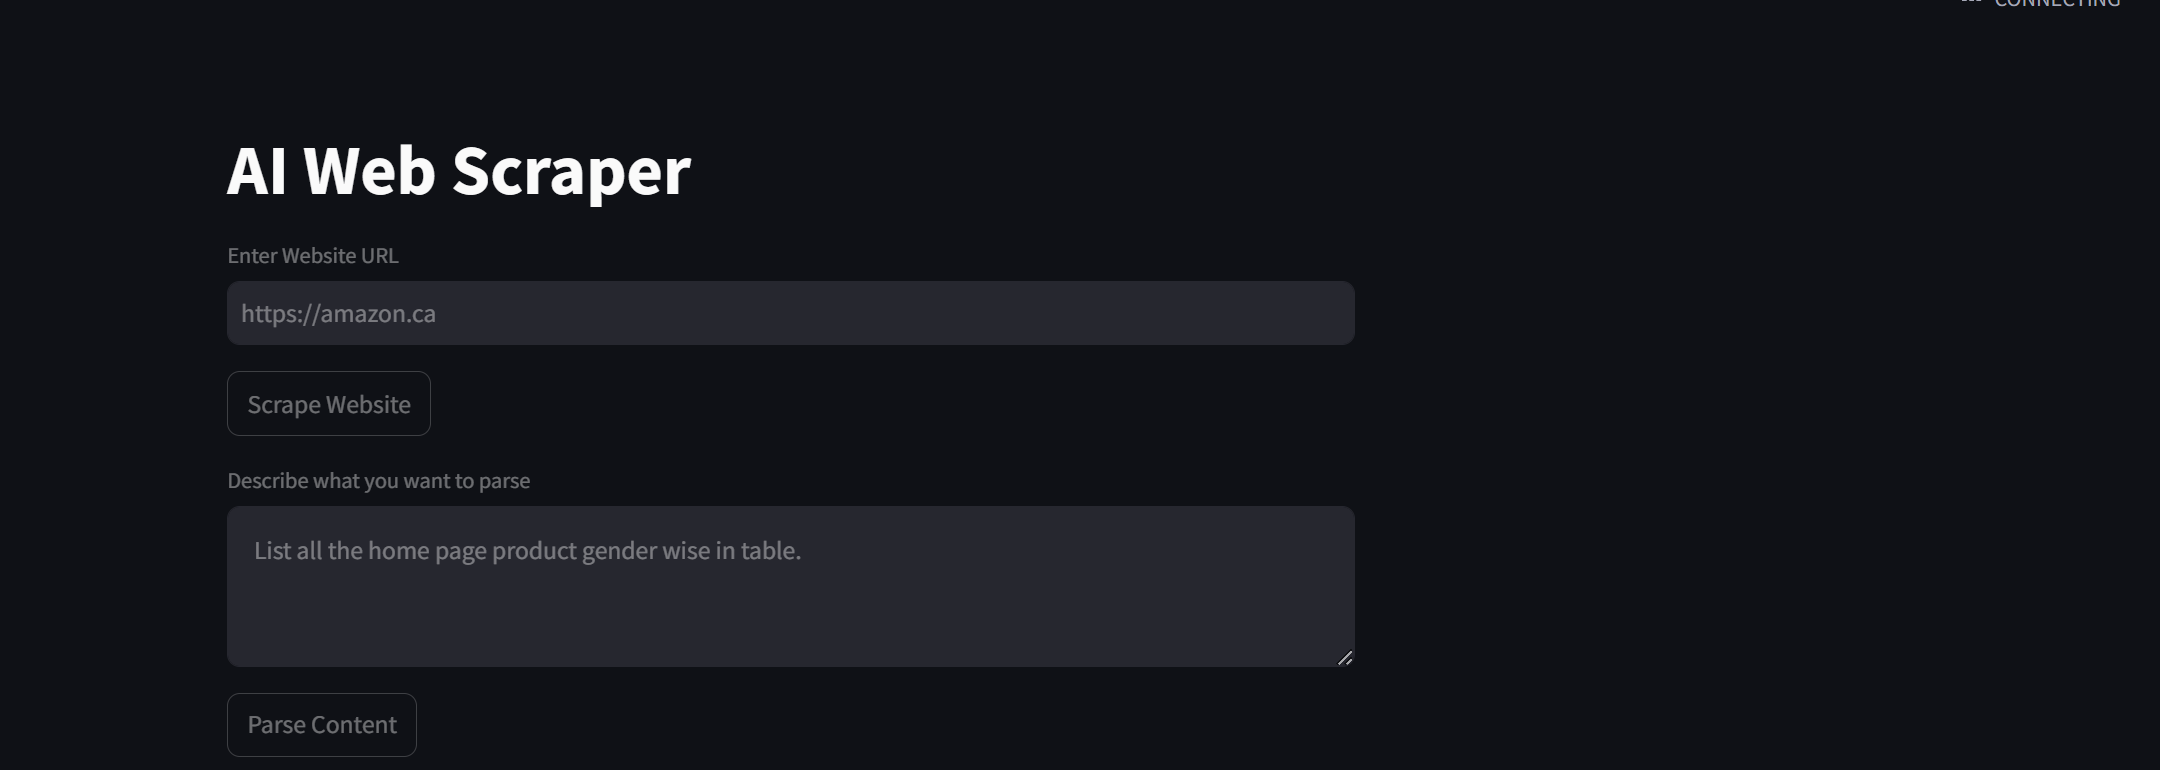 CONNECTING
AI Web Scraper
Enter Website URL
https://amazon.ca
Scrape Website
Describe what you want to parse
List all the home page product gender wise in table.
Parse Content